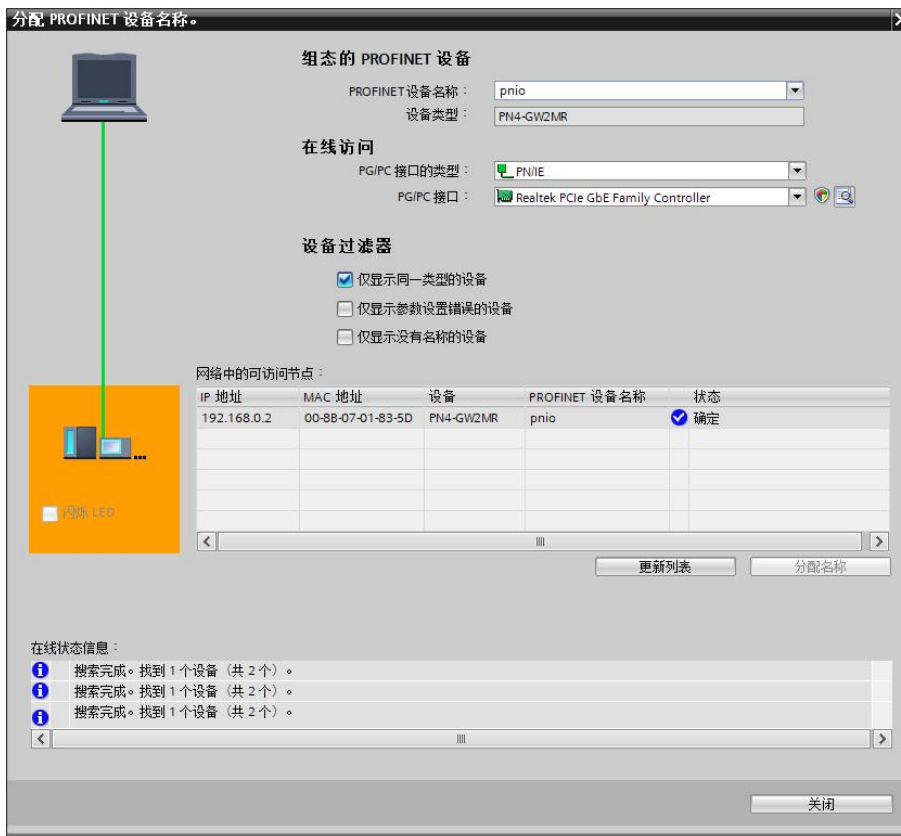 分配 PROFINET 设备名称。
组态的 PROFINET 设备
PROFINET设备名称： pnio
设备类型： PN4-GW2MR
在线访问
PG/PC 接口的类型： PN/IE
PG/PC 接口： Realtek PCIe GbE Family Controller
设备过滤器
仅显示同一类型的设备
仅显示参数设置错误的设备
仅显示没有名称的设备
网络中的可访问节点：
IP 地址 MAC 地址 设备 PROFINET 设备名称 状态
192.168.0.2 00-8B-07-01-83-5D PN4-GW2MR pnio 确定
闪烁 LED
更新列表 分配名称
在线状态信息：
搜索完成。找到 1 个设备（共 2 个）。
搜索完成。找到 1 个设备（共 2 个）。
搜索完成。找到 1 个设备（共 2 个）。
关闭